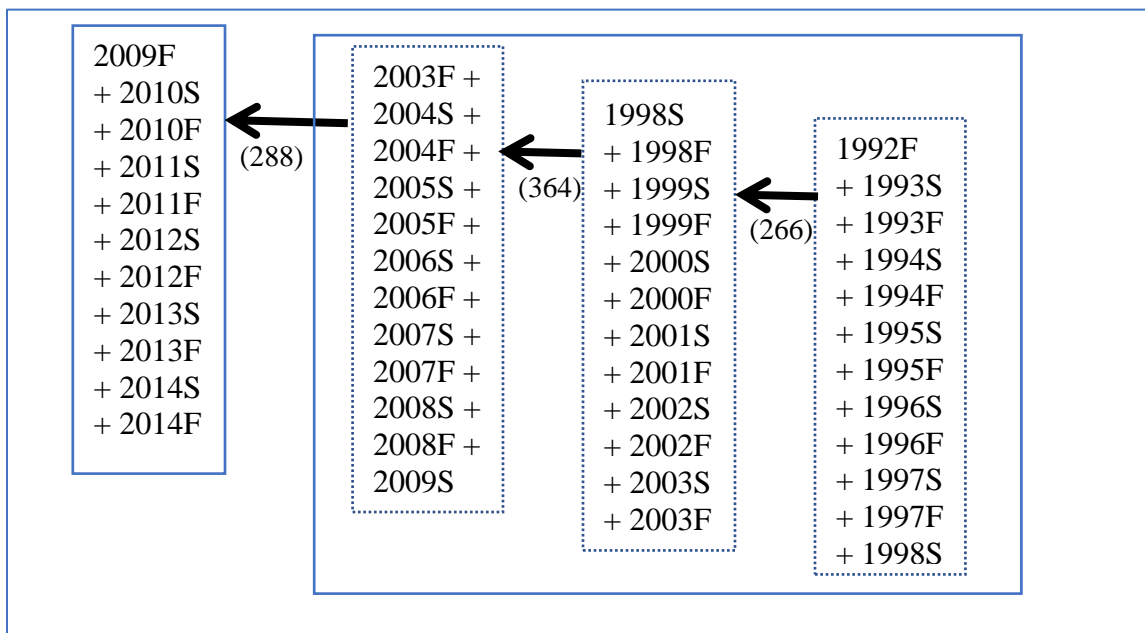 2009F
+ 2010S
+ 2010F
+ 2011S
+ 2011F
+ 2012S
+ 2012F
+ 2013S
+ 2013F
+ 2014S
+ 2014F
(288)
2003F +
2004S +
2004F +
2005S +
2005F +
2006S +
2006F +
2007S +
2007F +
2008S +
2008F +
2009S
(364)
1998S
+ 1998F
+ 1999S
+ 1999F
+ 2000S
+ 2000F
+ 2001S
+ 2001F
+ 2002S
+ 2002F
+ 2003S
+ 2003F
(266)
1992F
+ 1993S
+ 1993F
+ 1994S
+ 1994F
+ 1995S
+ 1995F
+ 1996S
+ 1996F
+ 1997S
+ 1997F
+ 1998S